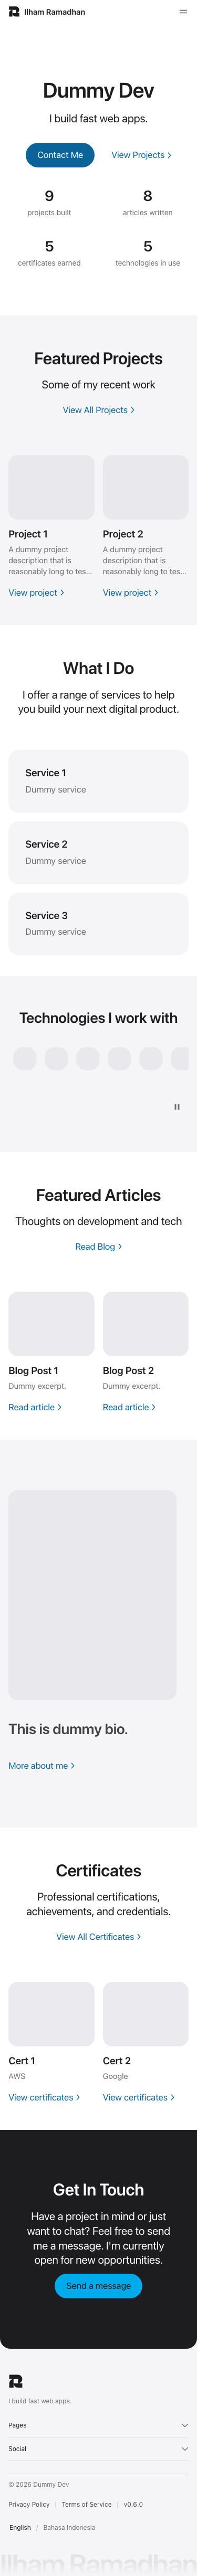 Ilham Ramadhan
Dummy Dev
I build fast web apps.
Contact Me
View Projects
9
projects built
8
articles written
5
certificates earned
5
technologies in use
Featured Projects
Some of my recent work
View All Projects
Project 1
A dummy project
description that is
reasonably long to tes...
View project
Project 2
A dummy project
description that is
reasonably long to tes...
View project
What I Do
I offer a range of services to help
you build your next digital product.
Service 1
Dummy service
Service 2
Dummy service
Service 3
Dummy service
Technologies I work with
Featured Articles
Thoughts on development and tech
Read Blog
Blog Post 1
Dummy excerpt.
Read article
Blog Post 2
Dummy excerpt.
Read article
This is dummy bio.
More about me
Certificates
Professional certifications,
achievements, and credentials.
View All Certificates
Cert 1
AWS
View certificates
Cert 2
Google
View certificates
Get In Touch
Have a project in mind or just
want to chat? Feel free to send
me a message. I'm currently
open for new opportunities.
Send a message
I build fast web apps.
Pages
Social
© 2026 Dummy Dev
Privacy Policy | Terms of Service | v0.6.0
English / Bahasa Indonesia
Ilham Ramadhan